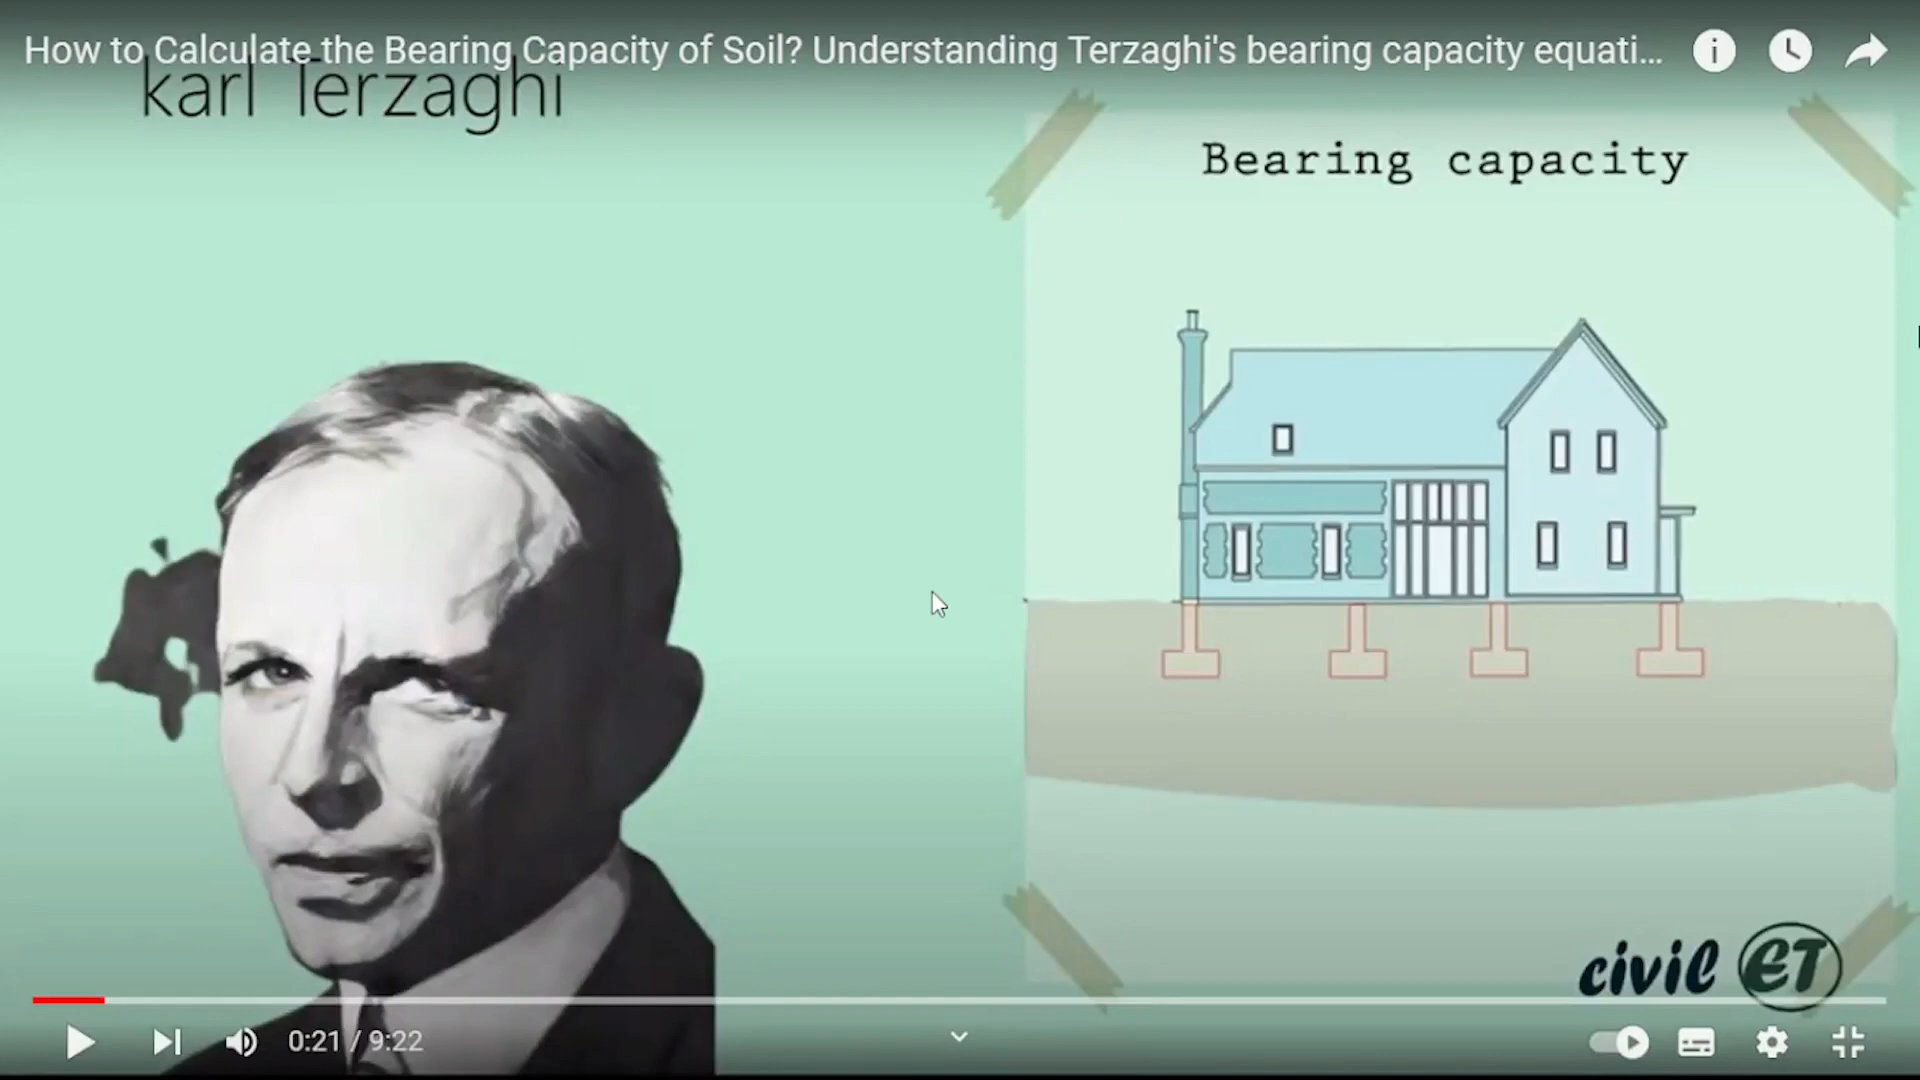 How to Calculate the Bearing Capacity of Soil? Understanding Terzaghi's bearing capacity equati...
karl Terzaghi
Bearing capacity
civil ET
0:21 / 9:22